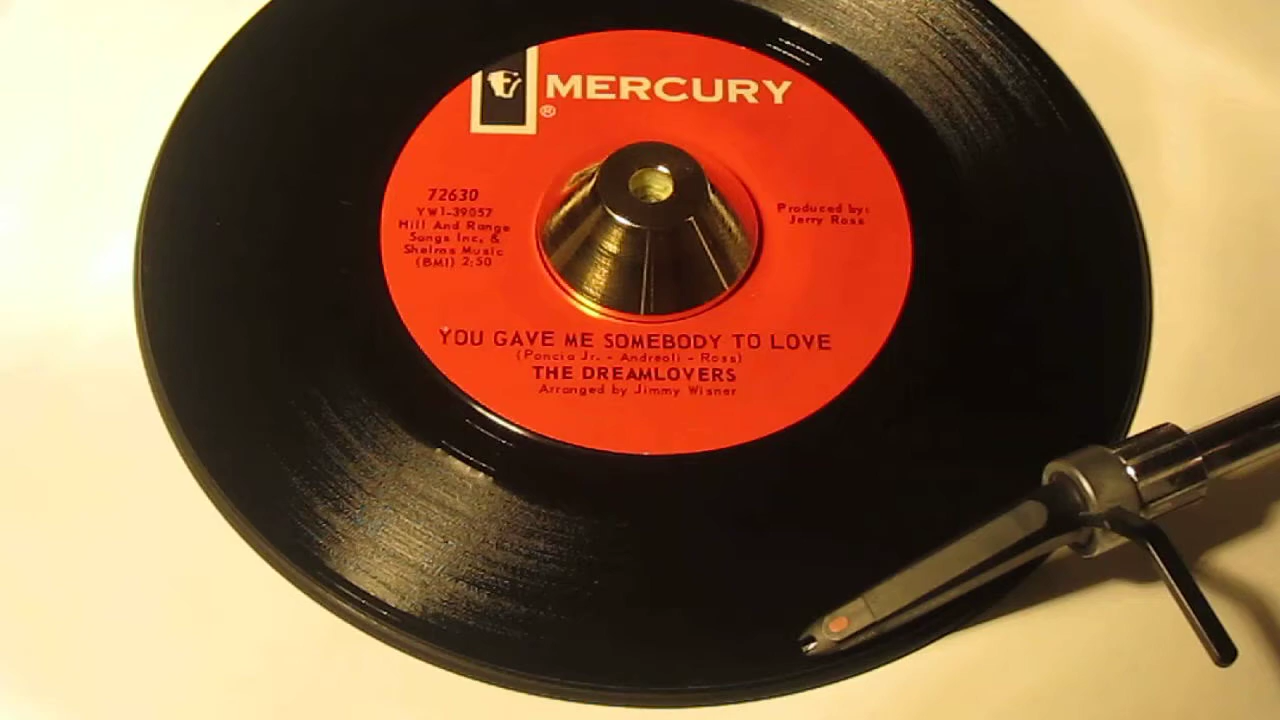 MERCURY
®
72630
YW1-39057
Hill And Range
Songs Inc, &
Shelros Music
(BMI) 2:50
Produced by:
Jerry Ross
YOU GAVE ME SOMEBODY TO LOVE
(Poncia Jr. - Andreoli - Ross)
THE DREAMLOVERS
Arranged by Jimmy Wisner